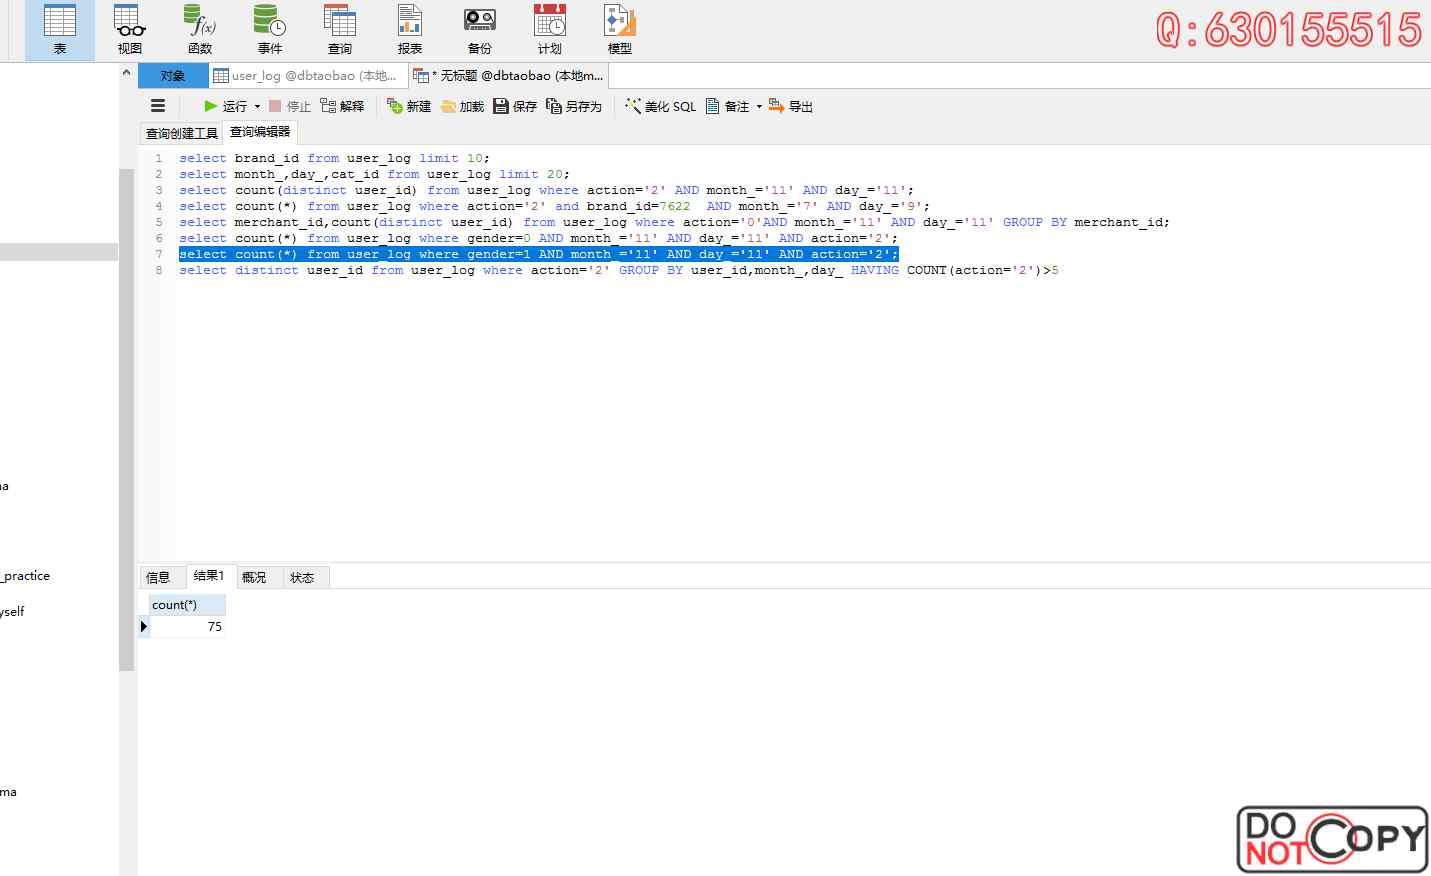 表 视图 函数 事件 查询 报表 备份 计划 模型
Q:630155515
对象 user_log @dbtaobao (本地... * 无标题 @dbtaobao (本地m...
运行 停止 解释 新建 加载 保存 另存为 美化 SQL 备注 导出
查询创建工具 查询编辑器
1 select brand_id from user_log limit 10;
2 select month_,day_,cat_id from user_log limit 20;
3 select count(distinct user_id) from user_log where action='2' AND month_='11' AND day_='11';
4 select count(*) from user_log where action='2' and brand_id=7622  AND month_='7' AND day_='9';
5 select merchant_id,count(distinct user_id) from user_log where action='0'AND month_='11' AND day_='11' GROUP BY merchant_id;
6 select count(*) from user_log where gender=0 AND month_='11' AND day_='11' AND action='2';
7 select count(*) from user_log where gender=1 AND month_='11' AND day_='11' AND action='2';
8 select distinct user_id from user_log where action='2' GROUP BY user_id,month_,day_ HAVING COUNT(action='2')>5
_practice
yself
ma
信息 结果1 概况 状态
count(*)
75
DO NOT COPY